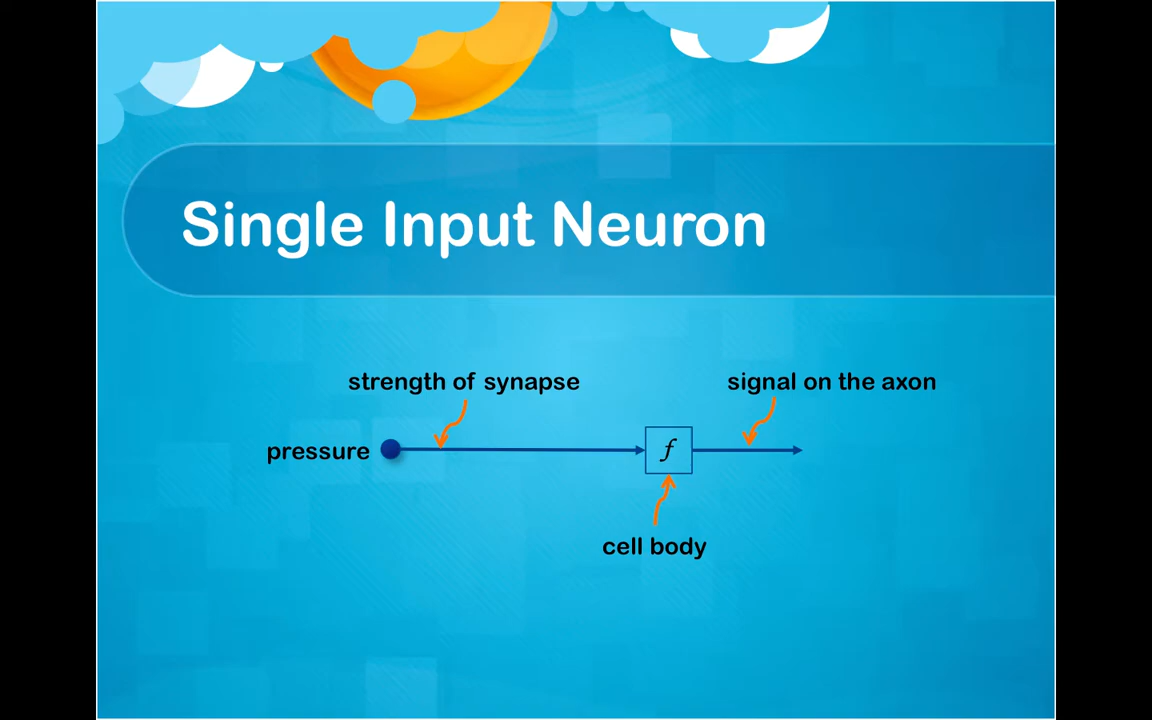 Single Input Neuron
strength of synapse
signal on the axon
pressure
f
cell body